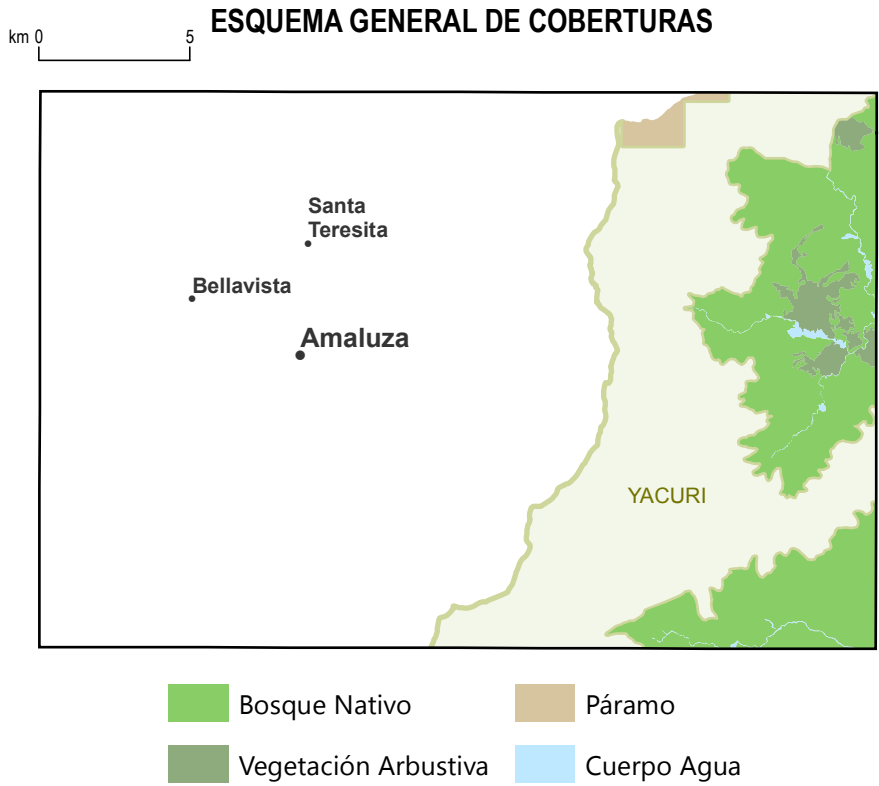 ESQUEMA GENERAL DE COBERTURAS
km 0 5
Santa
Teresita
Bellavista
Amaluza
YACURI
Bosque Nativo
Páramo
Vegetación Arbustiva
Cuerpo Agua